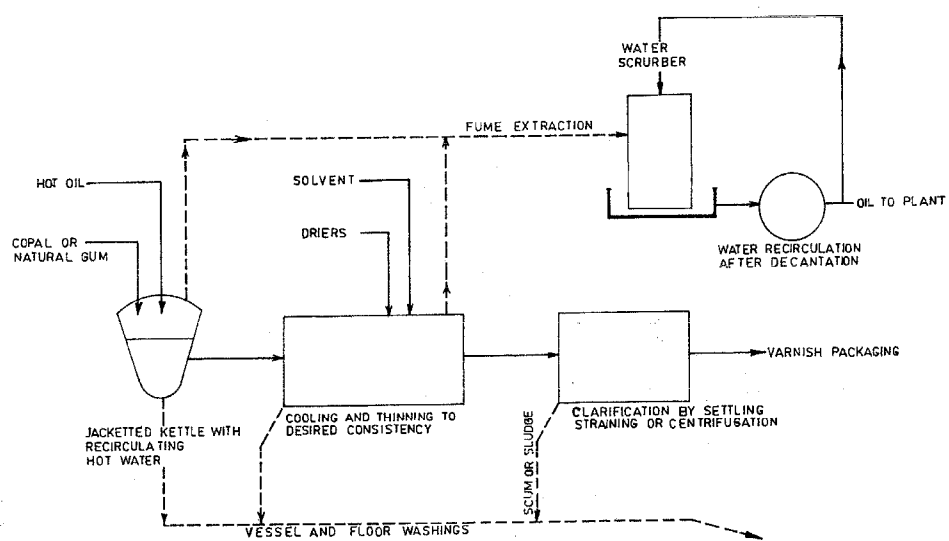 WATER
SCRURBER
FUME EXTRACTION
HOT OIL
SOLVENT
OIL TO PLANT
COPAL OR
NATURAL GUM
DRIERS
WATER RECIRCULATION
AFTER DECANTATION
VARNISH PACKAGING
JACKETTED KETTLE WITH
RECIRCULATING
HOT WATER
COOLING AND THINNING TO
DESIRED CONSISTENCY
CLARIFICATION BY SETTLING
STRAINING OR CENTRIFUGATION
SCUM OR SLUDGE
VESSEL AND FLOOR WASHINGS